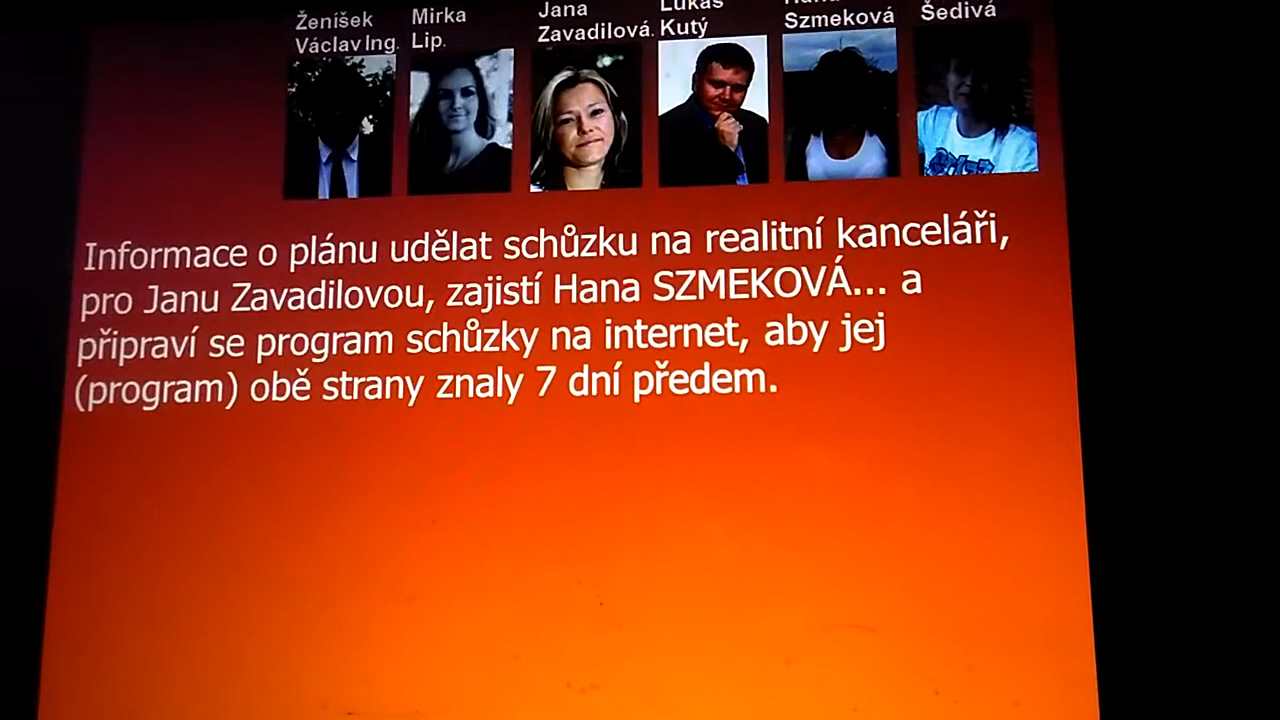 Ženíšek
Václav Ing.
Mirka
Lip.
Jana
Zavadilová.
Lukáš
Kutý
Hana
Szmeková
Šedivá
Informace o plánu udělat schůzku na realitní kanceláři,
pro Janu Zavadilovou, zajistí Hana SZMEKOVÁ... a
připraví se program schůzky na internet, aby jej
(program) obě strany znaly 7 dní předem.